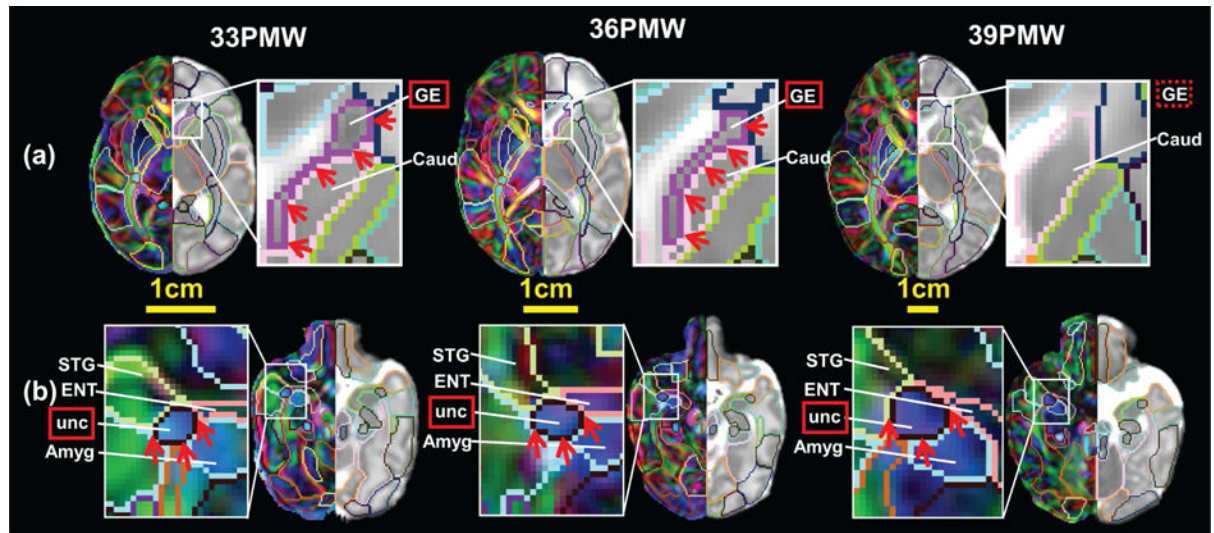 33PMW
36PMW
39PMW
(a)
GE
Caud
GE
Caud
GE
Caud
1cm
1cm
1cm
(b)
STG
ENT
unc
Amyg
STG
ENT
unc
Amyg
STG
ENT
unc
Amyg